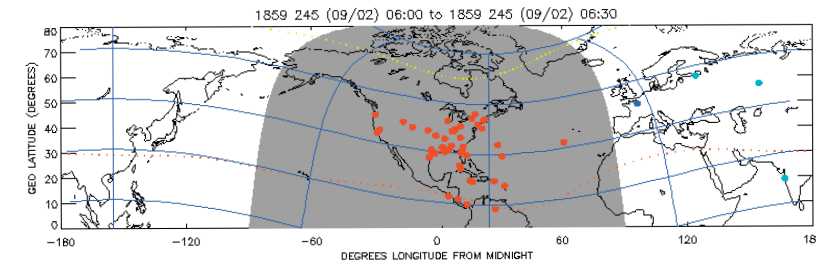 1859 245 (09/02) 06:00 to 1859 245 (09/02) 06:30
GEO LATITUDE (DEGREES)
80
70
60
50
40
30
20
10
0
-180 -120 -60 0 60 120 18
DEGREES LONGITUDE FROM MIDNIGHT